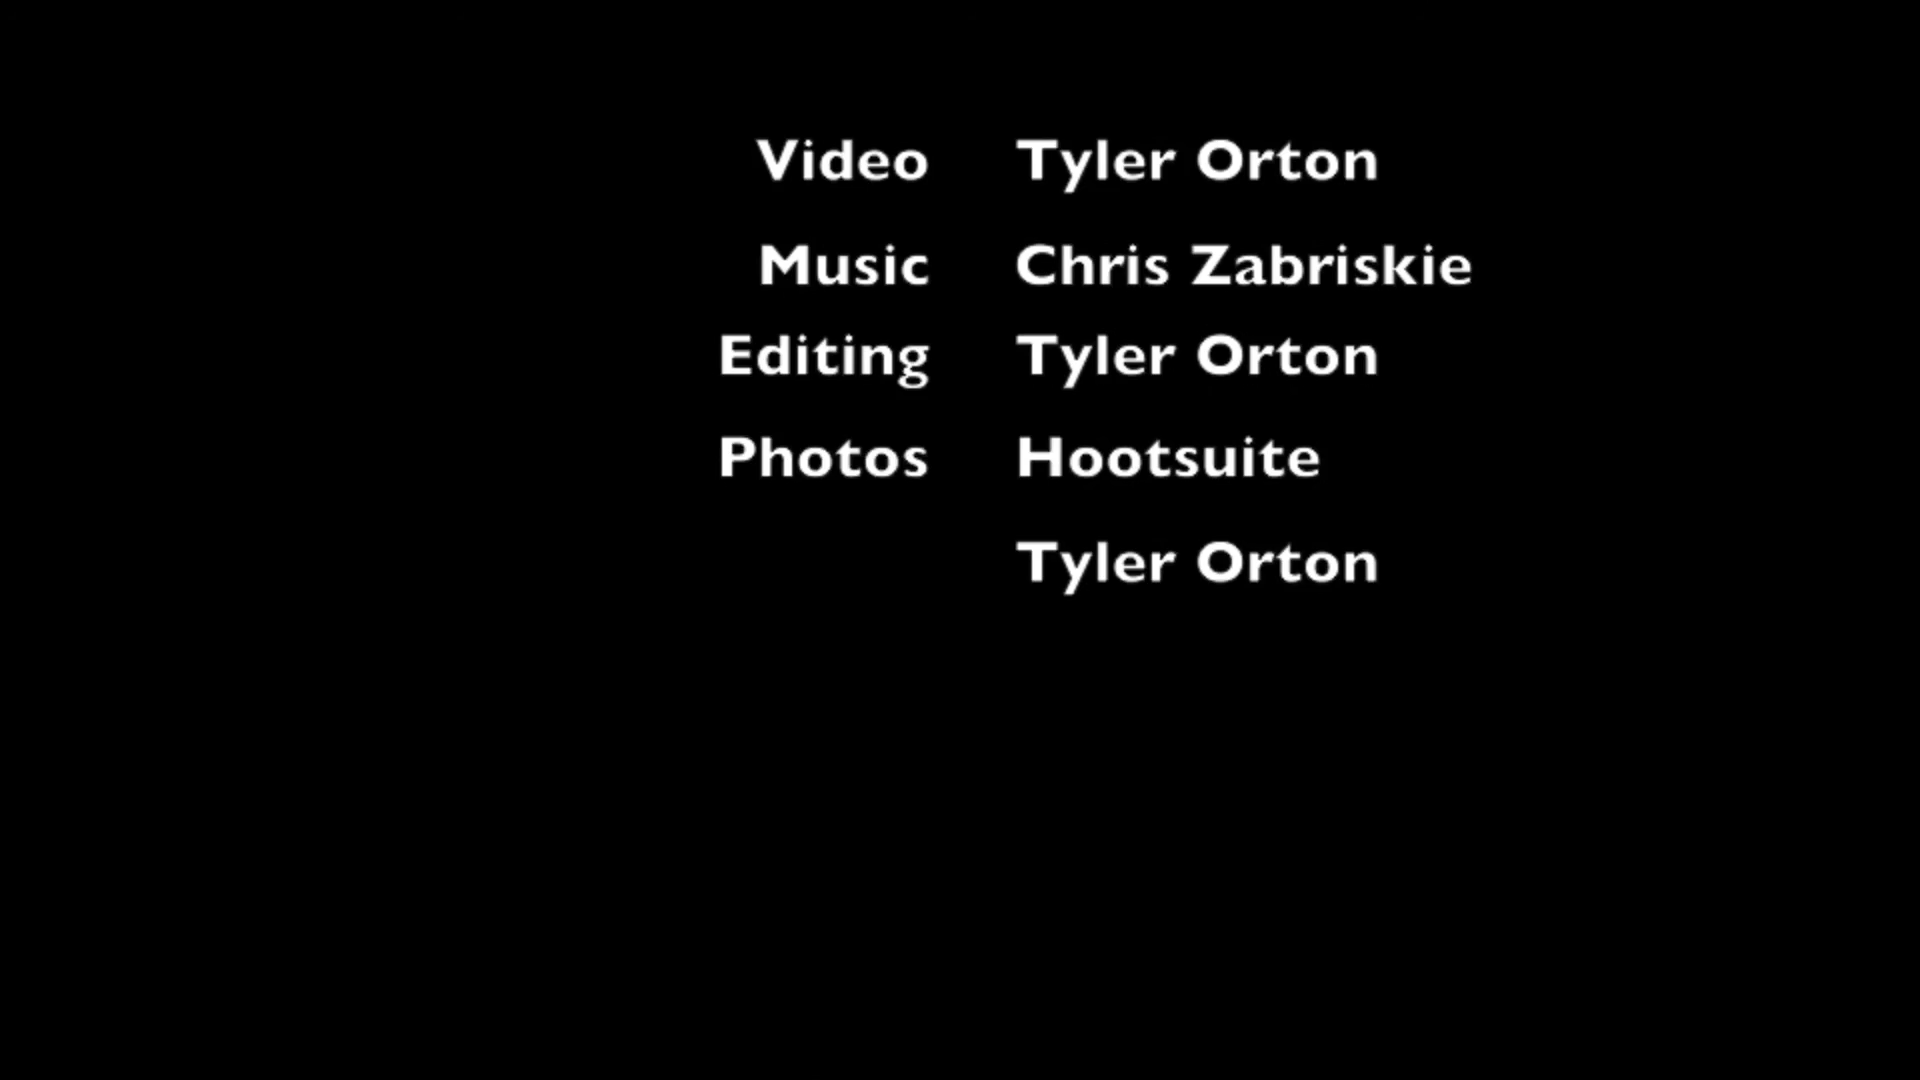 Video Tyler Orton
Music Chris Zabriskie
Editing Tyler Orton
Photos Hootsuite
Tyler Orton